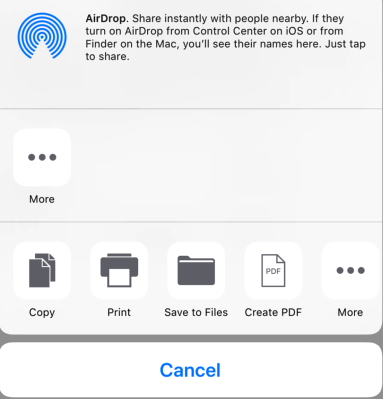 AirDrop. Share instantly with people nearby. If they
turn on AirDrop from Control Center on iOS or from
Finder on the Mac, you'll see their names here. Just tap
to share.
More
Copy
Print
Save to Files
PDF
Create PDF
More
Cancel